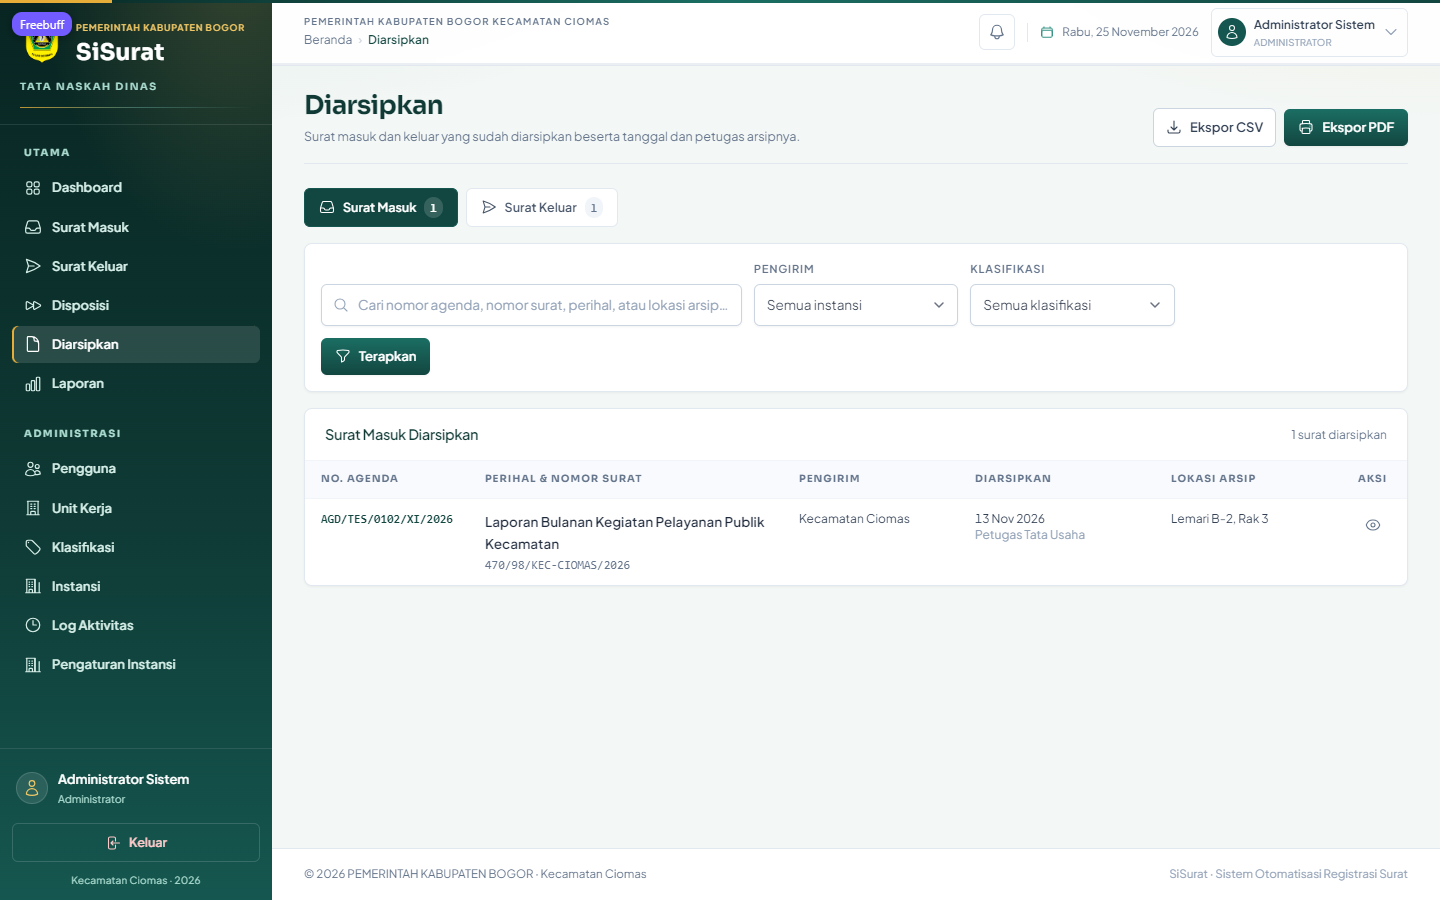 Freebuff
PEMERINTAH KABUPATEN BOGOR
SiSurat
TATA NASKAH DINAS
UTAMA
Dashboard
Surat Masuk
Surat Keluar
Disposisi
Diarsipkan
Laporan
ADMINISTRASI
Pengguna
Unit Kerja
Klasifikasi
Instansi
Log Aktivitas
Pengaturan Instansi
Administrator Sistem
Administrator
Keluar
Kecamatan Ciomas · 2026
PEMERINTAH KABUPATEN BOGOR KECAMATAN CIOMAS
Beranda › Diarsipkan
Rabu, 25 November 2026
Administrator Sistem
ADMINISTRATOR
Diarsipkan
Surat masuk dan keluar yang sudah diarsipkan beserta tanggal dan petugas arsipnya.
Ekspor CSV
Ekspor PDF
Surat Masuk 1
Surat Keluar 1
PENGIRIM
KLASIFIKASI
Cari nomor agenda, nomor surat, perihal, atau lokasi arsip...
Semua instansi
Semua klasifikasi
Terapkan
Surat Masuk Diarsipkan
1 surat diarsipkan
NO. AGENDA PERIHAL & NOMOR SURAT PENGIRIM DIARSIPKAN LOKASI ARSIP AKSI
AGD/TES/0102/XI/2026
Laporan Bulanan Kegiatan Pelayanan Publik
Kecamatan
470/98/KEC-CIOMAS/2026
Kecamatan Ciomas
13 Nov 2026
Petugas Tata Usaha
Lemari B-2, Rak 3
© 2026 PEMERINTAH KABUPATEN BOGOR · Kecamatan Ciomas
SiSurat · Sistem Otomatisasi Registrasi Surat